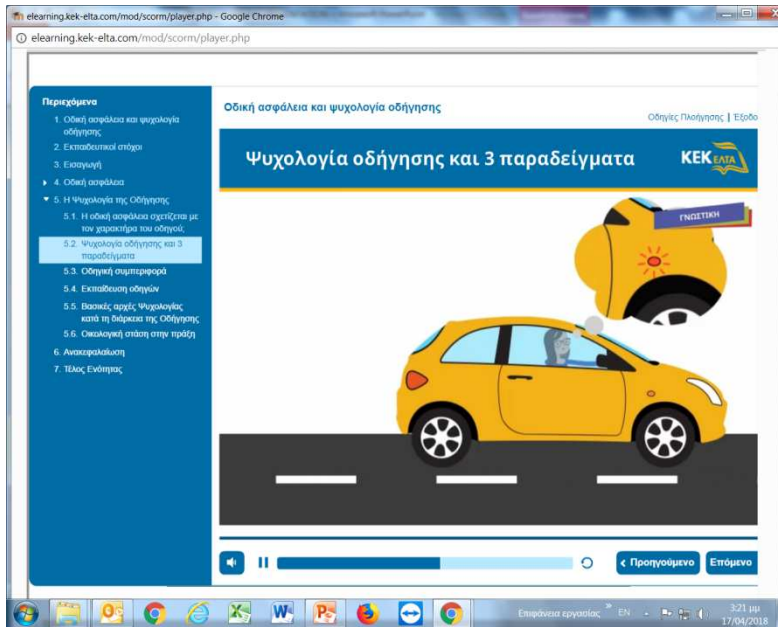 elearning.kek-elta.com/mod/scorm/player.php - Google Chrome
elearning.kek-elta.com/mod/scorm/player.php
Περιεχόμενα
1. Οδική ασφάλεια και ψυχολογία
οδήγησης
2. Εκπαιδευτικοί στόχοι
3. Εισαγωγή
4. Οδική ασφάλεια
5. Η Ψυχολογία της Οδήγησης
5.1. Η οδική ασφάλεια σχετίζεται με
τον χαρακτήρα του οδηγού;
5.2. Ψυχολογία οδήγησης και 3
παραδείγματα
5.3. Οδηγική συμπεριφορά
5.4. Εκπαίδευση οδηγών
5.5. Βασικές αρχές Ψυχολογίας
κατά τη διάρκεια της Οδήγησης
5.6. Οικολογική στάση στην πράξη
6. Ανακεφαλαίωση
7. Τέλος Ενότητας
Οδική ασφάλεια και ψυχολογία οδήγησης
Οδηγίες Πλοήγησης | Έξοδο
Ψυχολογία οδήγησης και 3 παραδείγματα
ΚΕΚ ΕΛΤΑ
ΓΝΩΣΤΙΚΗ
< Προηγούμενο
Επόμενο
Επιφάνεια εργασίας
EN
3:21 μμ
17/04/2018